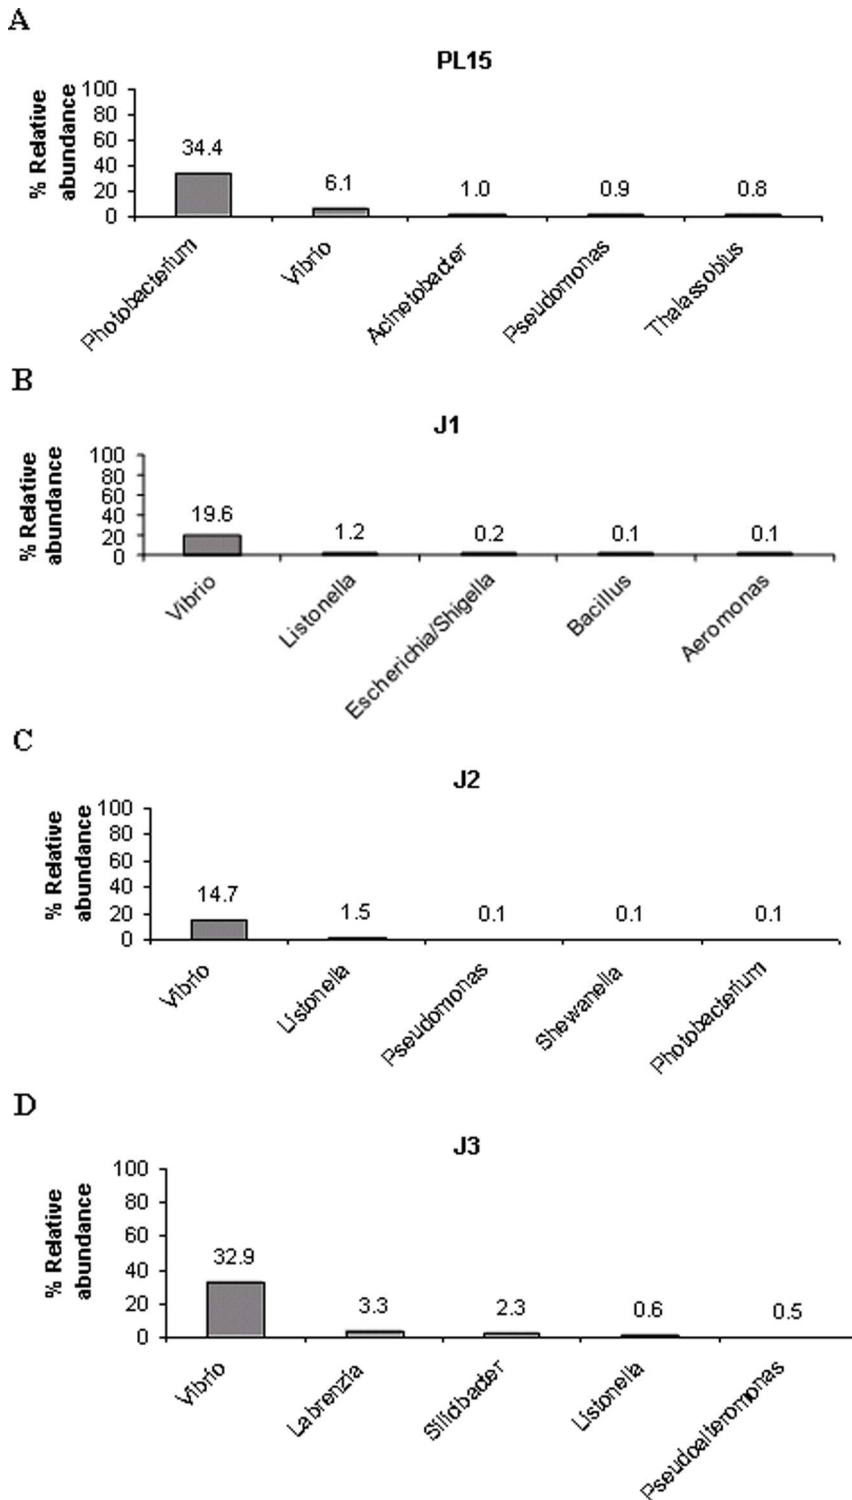 A
PL15
% Relative
abundance
100
80
60
40
20
0
34.4
6.1
1.0
0.9
0.8
Photobacterium
Vibrio
Acinetobacter
Pseudomonas
Thalassobius
B
J1
% Relative
abundance
100
80
60
40
20
0
19.6
1.2
0.2
0.1
0.1
Vibrio
Listonella
Escherichia/Shigella
Bacillus
Aeromonas
C
J2
% Relative
abundance
100
80
60
40
20
0
14.7
1.5
0.1
0.1
0.1
Vibrio
Listonella
Pseudomonas
Shewanella
Photobacterium
D
J3
% Relative
abundance
100
80
60
40
20
0
32.9
3.3
2.3
0.6
0.5
Vibrio
Labrenzia
Silicibacter
Listonella
Pseudoalteromonas